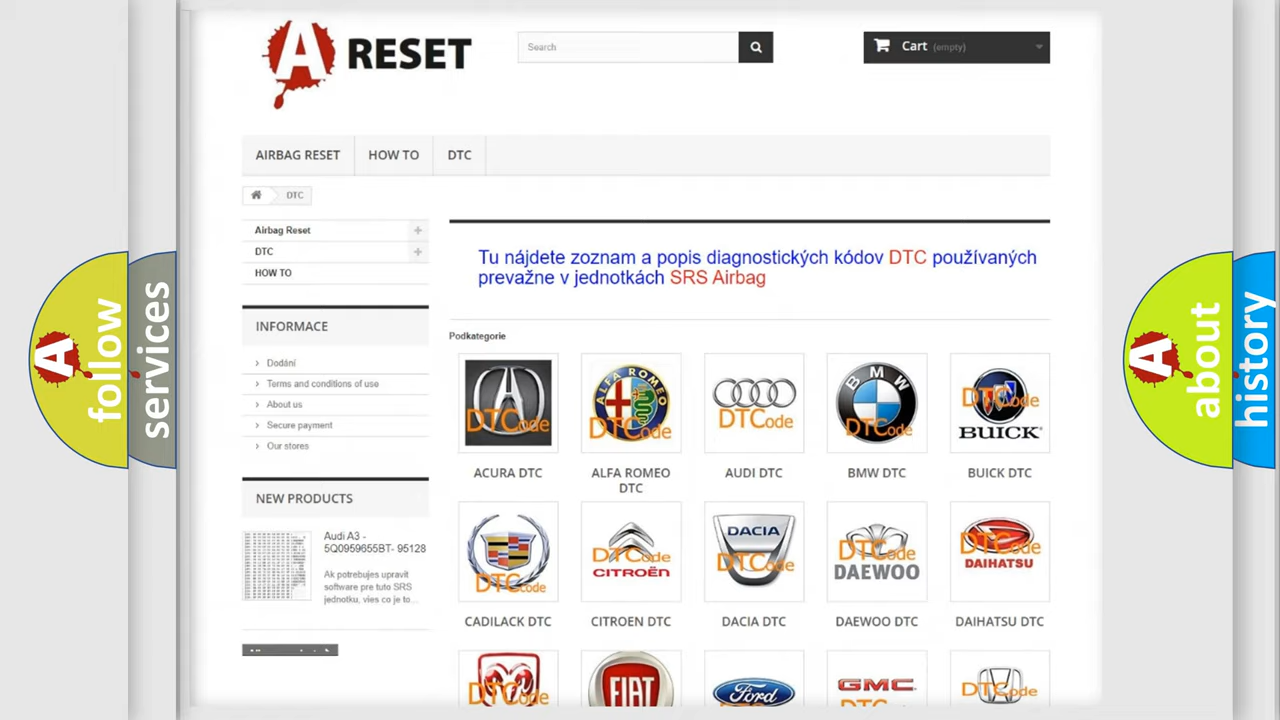 A RESET
Search
Cart (empty)
AIRBAG RESET
HOW TO
DTC
DTC
Airbag Reset
DTC
HOW TO
Tu nájdete zoznam a popis diagnostických kódov DTC používaných
prevažne v jednotkách SRS Airbag
INFORMACE
Dodání
Terms and conditions of use
About us
Secure payment
Our stores
Podkategorie
DTCode
ALFA ROMEO
DTCode
DTCode
BMW
DTCode
DTCode
BUICK
ACURA DTC
ALFA ROMEO
DTC
AUDI DTC
BMW DTC
BUICK DTC
NEW PRODUCTS
Audi A3 -
5Q0959655BT- 95128
Ak potrebujes upravit
software pre tuto SRS
jednotku, vies co je to...
DTCode
DTCode
CITROËN
DACIA
DTCode
DTCode
DAEWOO
DTCode
DAIHATSU
CADILACK DTC
CITROEN DTC
DACIA DTC
DAEWOO DTC
DAIHATSU DTC
DTCode
FIAT
Ford
GMC
DTCode
A follow
services
A about
history